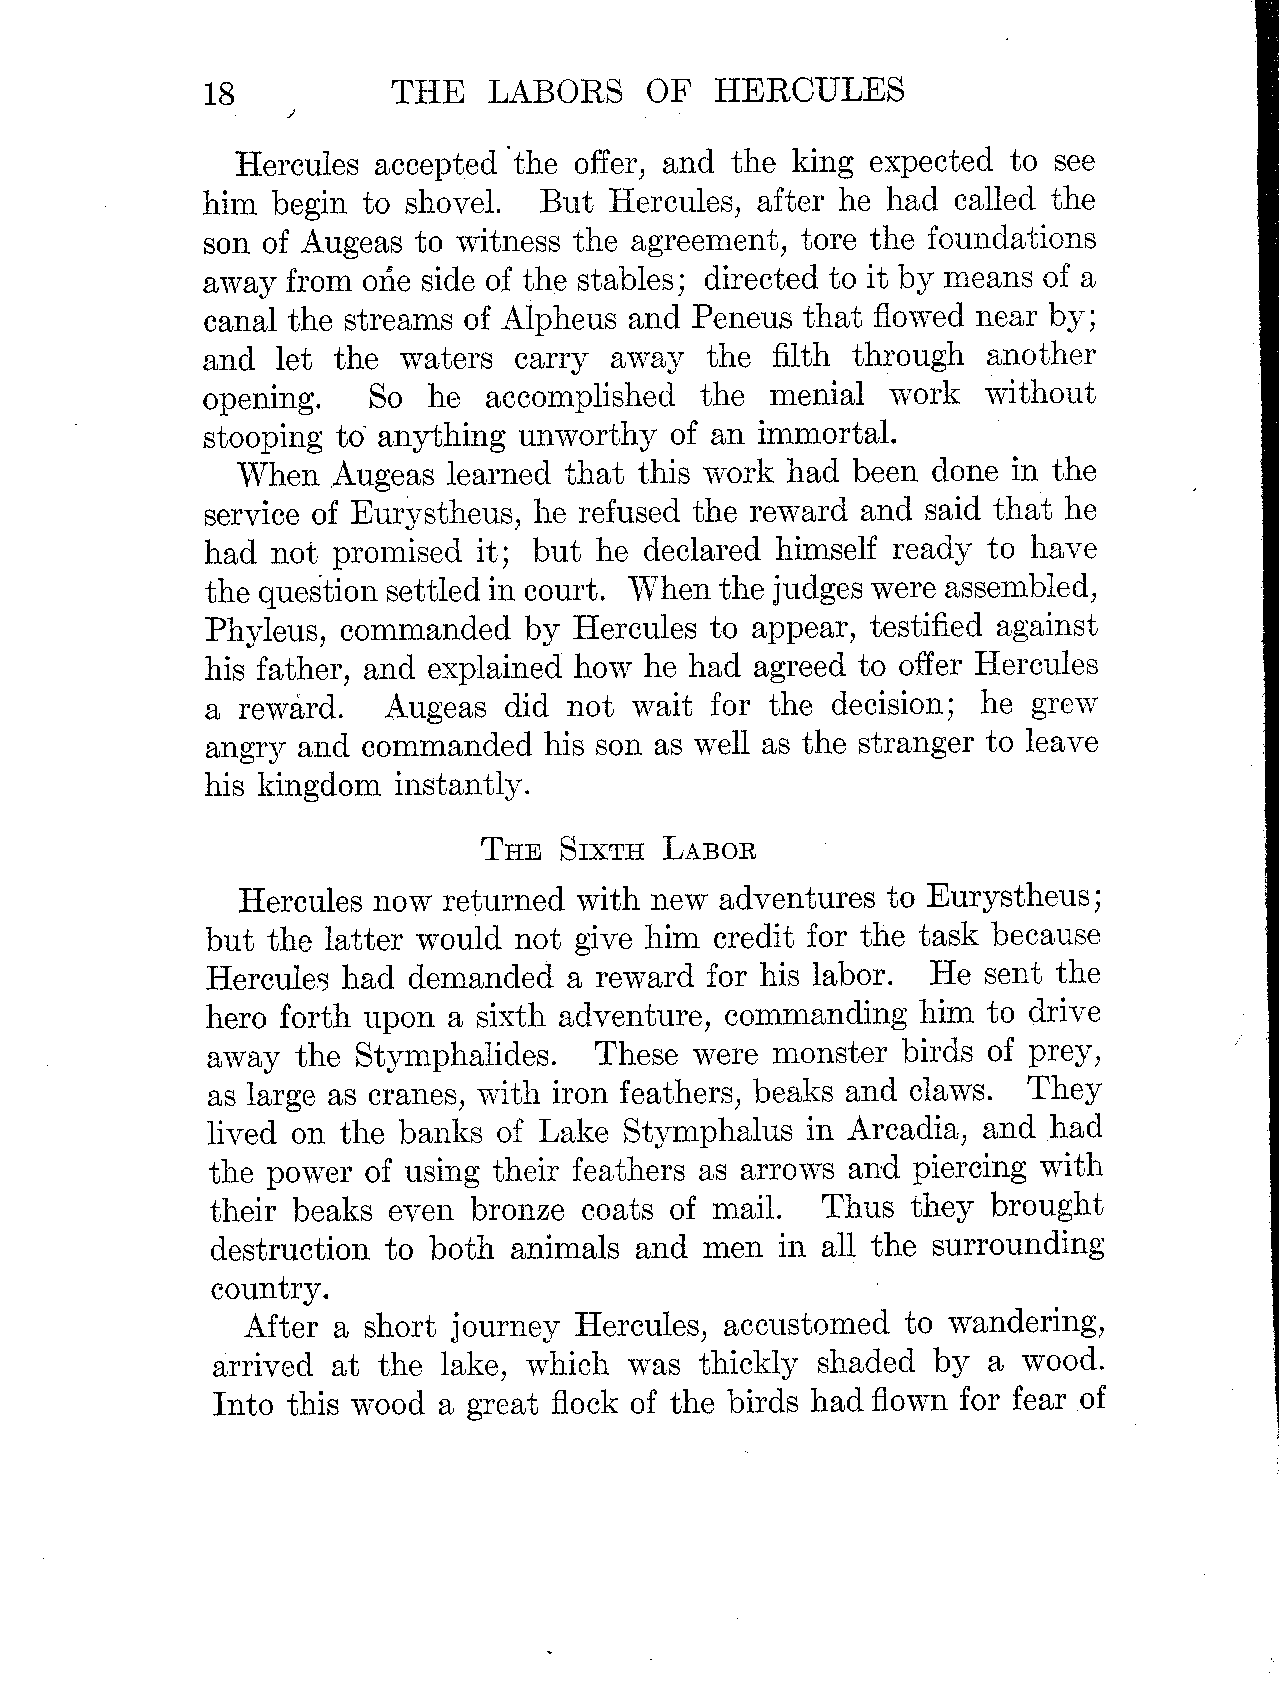 18 THE LABORS OF HERCULES
Hercules accepted the offer, and the king expected to see
him begin to shovel. But Hercules, after he had called the
son of Augeas to witness the agreement, tore the foundations
away from one side of the stables; directed to it by means of a
canal the streams of Alpheus and Peneus that flowed near by;
and let the waters carry away the filth through another
opening. So he accomplished the menial work without
stooping to anything unworthy of an immortal.
When Augeas learned that this work had been done in the
service of Eurystheus, he refused the reward and said that he
had not promised it; but he declared himself ready to have
the question settled in court. When the judges were assembled,
Phyleus, commanded by Hercules to appear, testified against
his father, and explained how he had agreed to offer Hercules
a reward. Augeas did not wait for the decision; he grew
angry and commanded his son as well as the stranger to leave
his kingdom instantly.
THE SIXTH LABOR
Hercules now returned with new adventures to Eurystheus;
but the latter would not give him credit for the task because
Hercules had demanded a reward for his labor. He sent the
hero forth upon a sixth adventure, commanding him to drive
away the Stymphalides. These were monster birds of prey,
as large as cranes, with iron feathers, beaks and claws. They
lived on the banks of Lake Stymphalus in Arcadia, and had
the power of using their feathers as arrows and piercing with
their beaks even bronze coats of mail. Thus they brought
destruction to both animals and men in all the surrounding
country.
After a short journey Hercules, accustomed to wandering,
arrived at the lake, which was thickly shaded by a wood.
Into this wood a great flock of the birds had flown for fear of